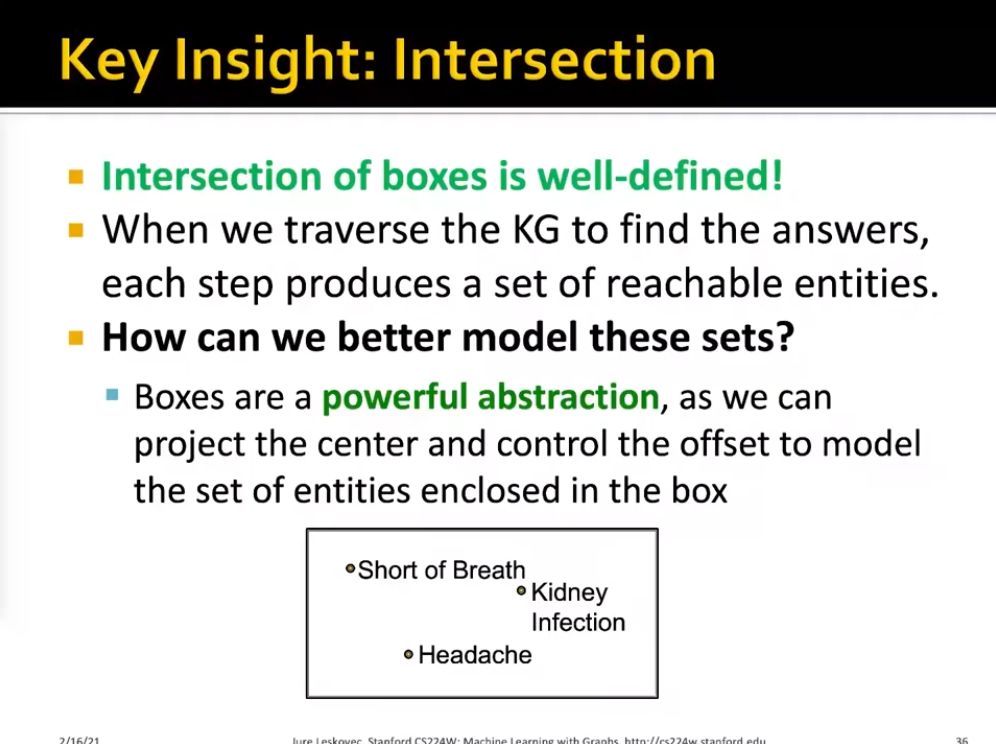 Key Insight: Intersection
Intersection of boxes is well-defined!
When we traverse the KG to find the answers,
each step produces a set of reachable entities.
How can we better model these sets?
Boxes are a powerful abstraction, as we can
project the center and control the offset to model
the set of entities enclosed in the box
Short of Breath
Kidney
Infection
Headache
2/16/21
Jure Leskovec, Stanford CS224W: Machine Learning with Graphs, http://cs224w.stanford.edu
36